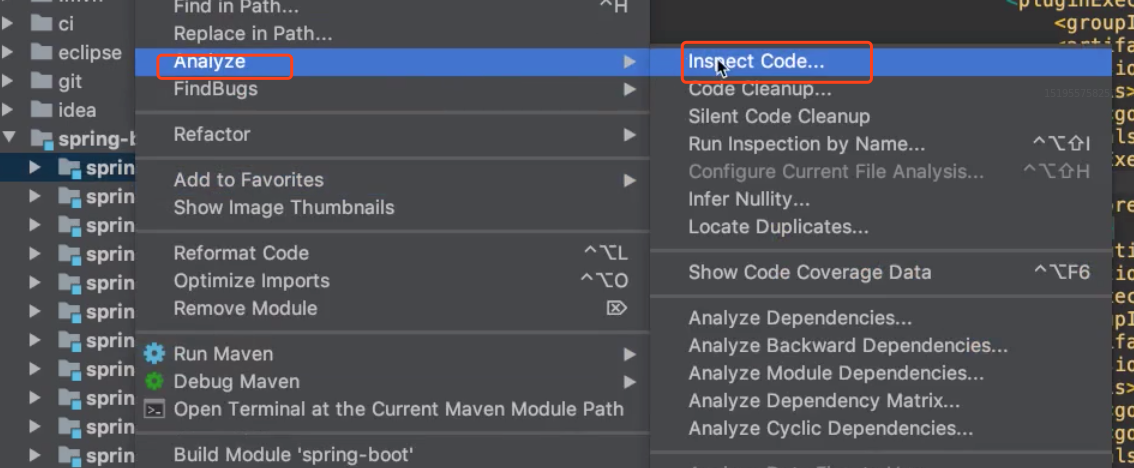 ci
eclipse
git
idea
spring-b
sprin
sprin
sprin
sprin
sprin
sprin
sprin
sprin
sprin
sprin
Find in Path... ^H
Replace in Path...
Analyze
FindBugs
Refactor
Add to Favorites
Show Image Thumbnails
Reformat Code ^⌥L
Optimize Imports ^⌥O
Remove Module ⌦
Run Maven
Debug Maven
Open Terminal at the Current Maven Module Path
Build Module 'spring-boot'
Inspect Code...
Code Cleanup...
Silent Code Cleanup
Run Inspection by Name... ^⌥⇧I
Configure Current File Analysis... ^⌥⇧H
Infer Nullity...
Locate Duplicates...
Show Code Coverage Data ^⌥F6
Analyze Dependencies...
Analyze Backward Dependencies...
Analyze Module Dependencies...
Analyze Dependency Matrix...
Analyze Cyclic Dependencies...
<pluginExec
<groupI
<artifa